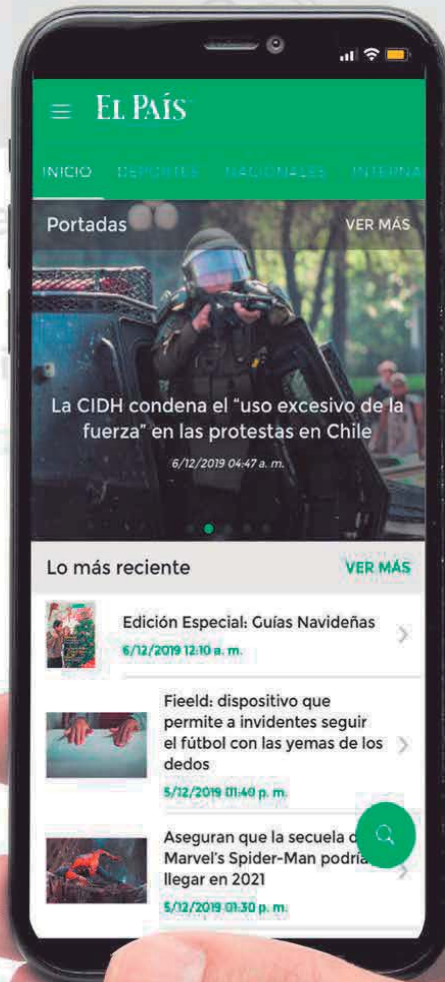 EL PAÍS
INICIO DEPORTES NACIONALES INTERNA
Portadas VER MÁS
La CIDH condena el "uso excesivo de la
fuerza" en las protestas en Chile
6/12/2019 04:47 a. m.
Lo más reciente VER MÁS
Edición Especial: Guías Navideñas
6/12/2019 12:10 a. m.
Fieeld: dispositivo que
permite a invidentes seguir
el fútbol con las yemas de los
dedos
5/12/2019 01:40 p. m.
Aseguran que la secuela d
Marvel's Spider-Man podría
llegar en 2021
5/12/2019 01:30 p. m.